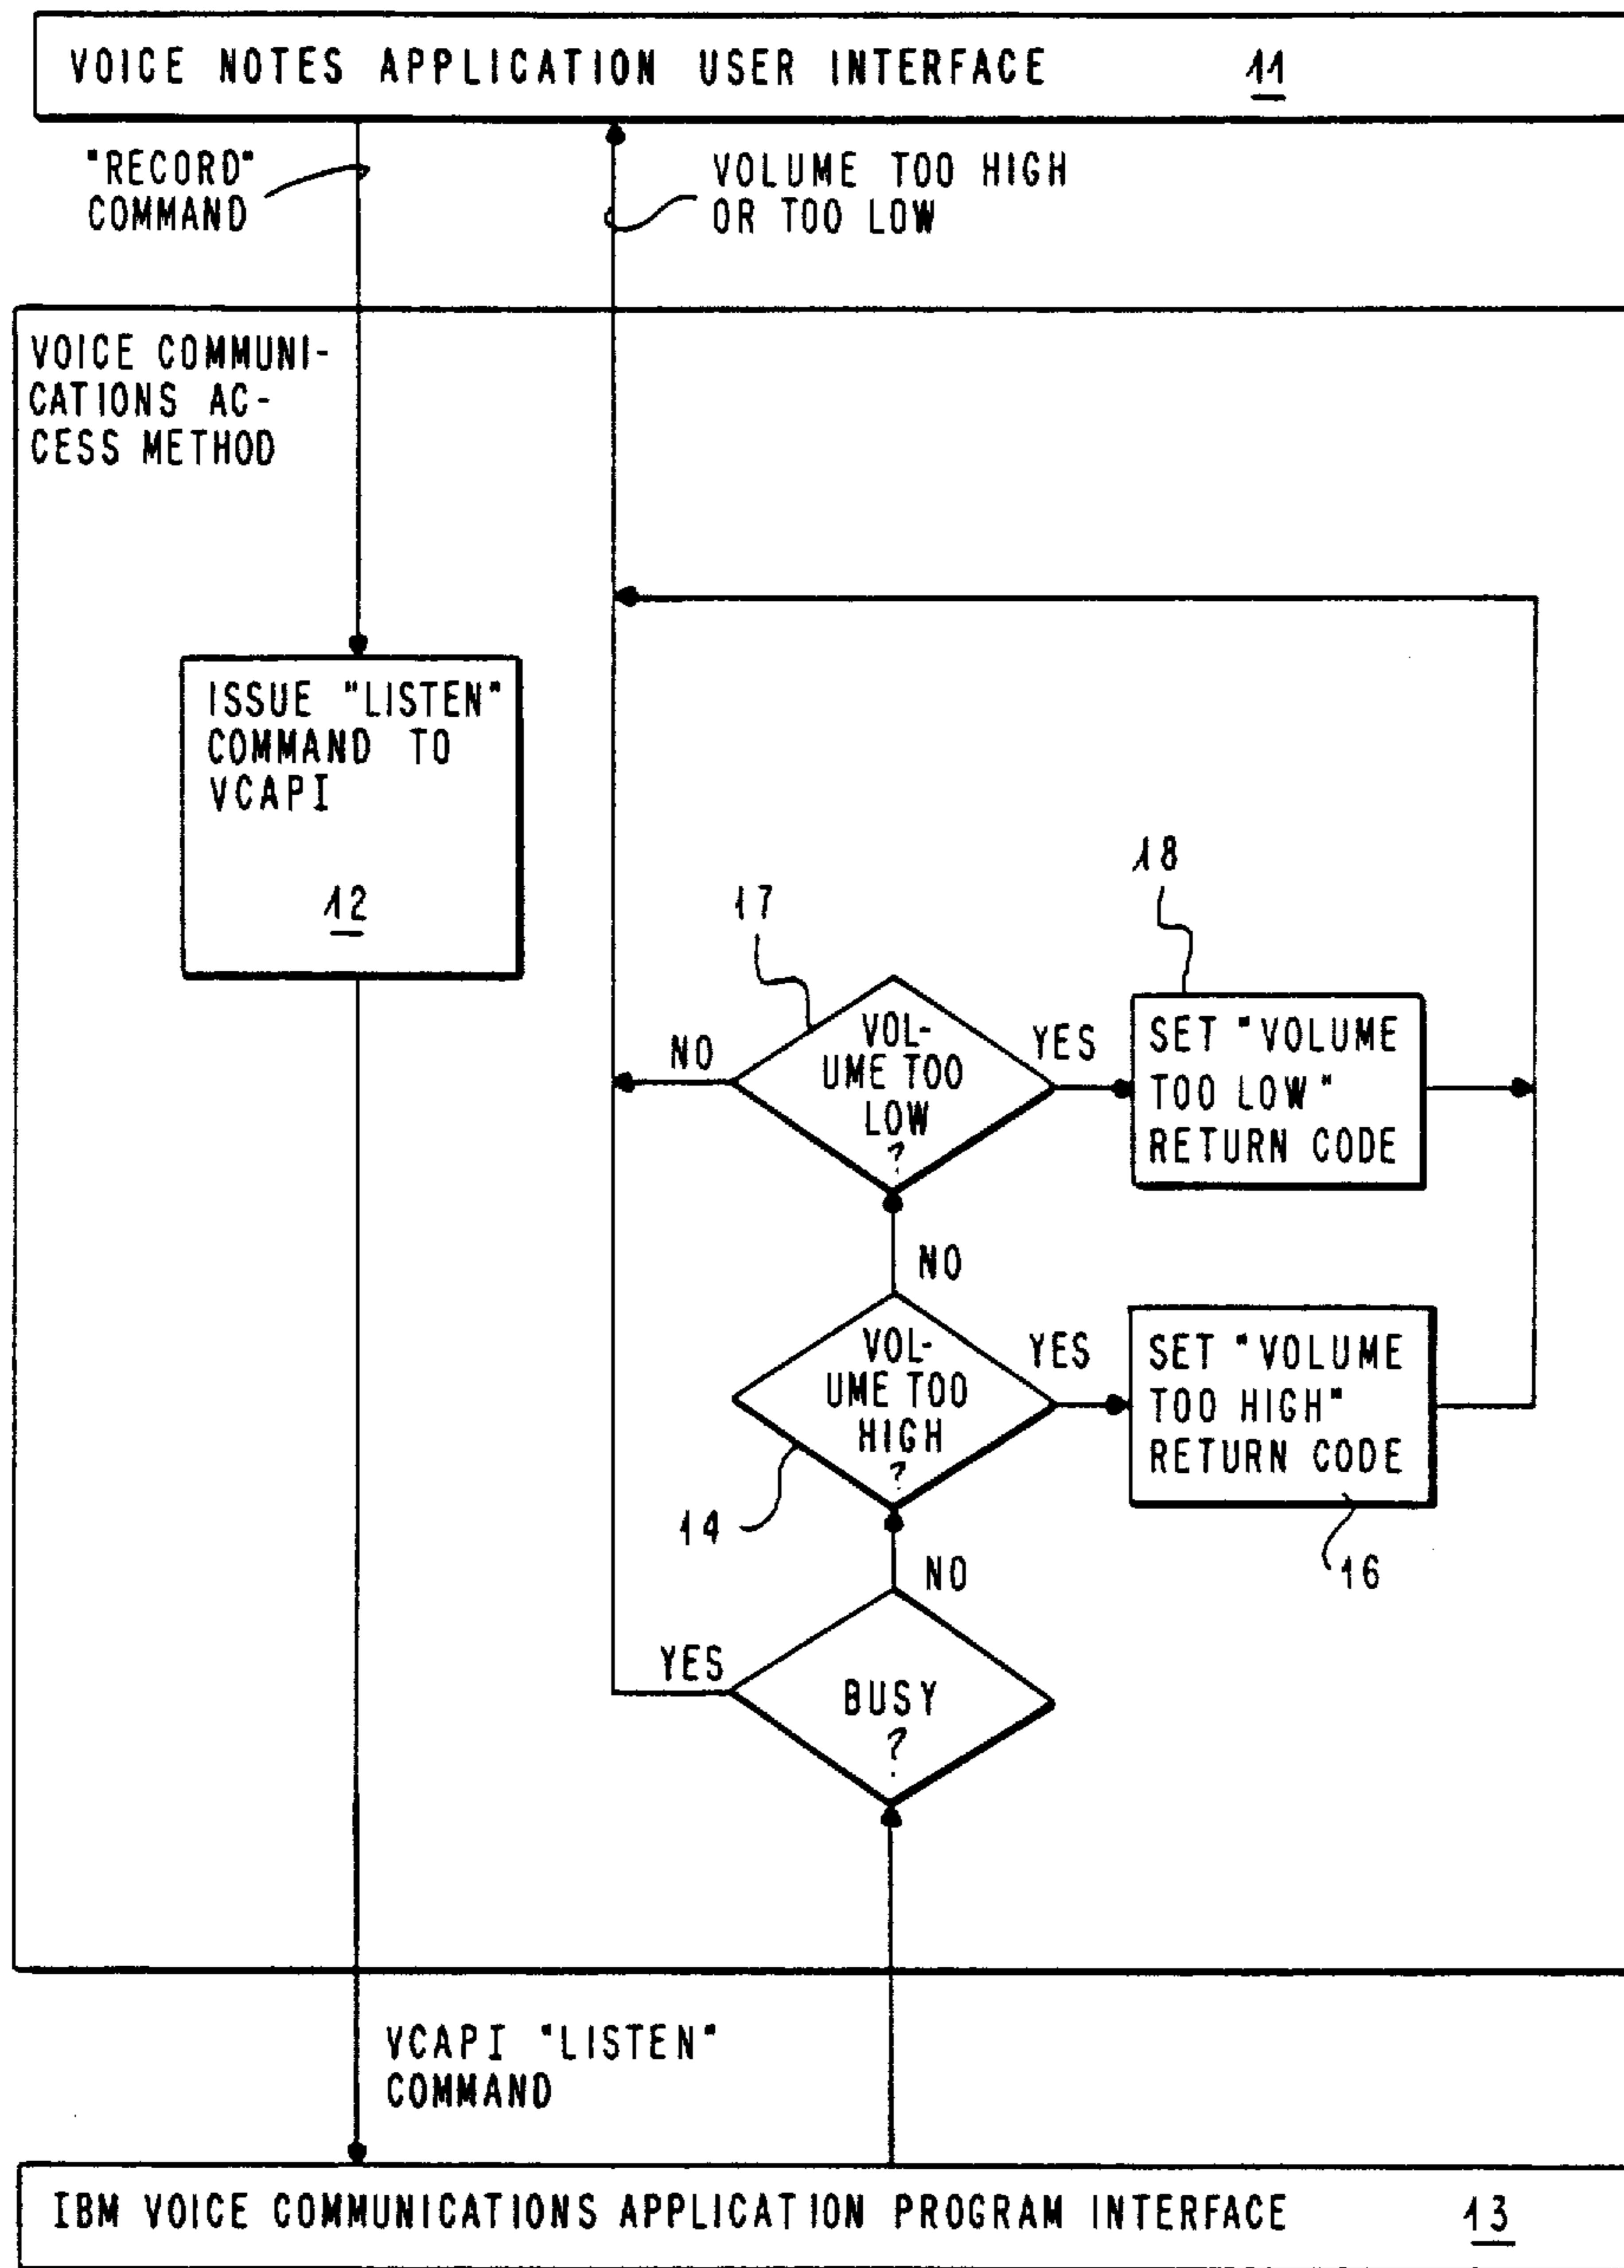 VOICE NOTES APPLICATION USER INTERFACE 11
"RECORD"
COMMAND
VOLUME TOO HIGH
OR TOO LOW
VOICE COMMUNI-
CATIONS AC-
CESS METHOD
ISSUE "LISTEN"
COMMAND TO
VCAPI
12
17
18
NO
VOL-
UME TOO
LOW
?
YES
SET "VOLUME
TOO LOW"
RETURN CODE
NO
VOL-
UME TOO
HIGH
?
YES
SET "VOLUME
TOO HIGH"
RETURN CODE
14
16
NO
YES
BUSY
?
VCAPI "LISTEN"
COMMAND
IBM VOICE COMMUNICATIONS APPLICATION PROGRAM INTERFACE 13